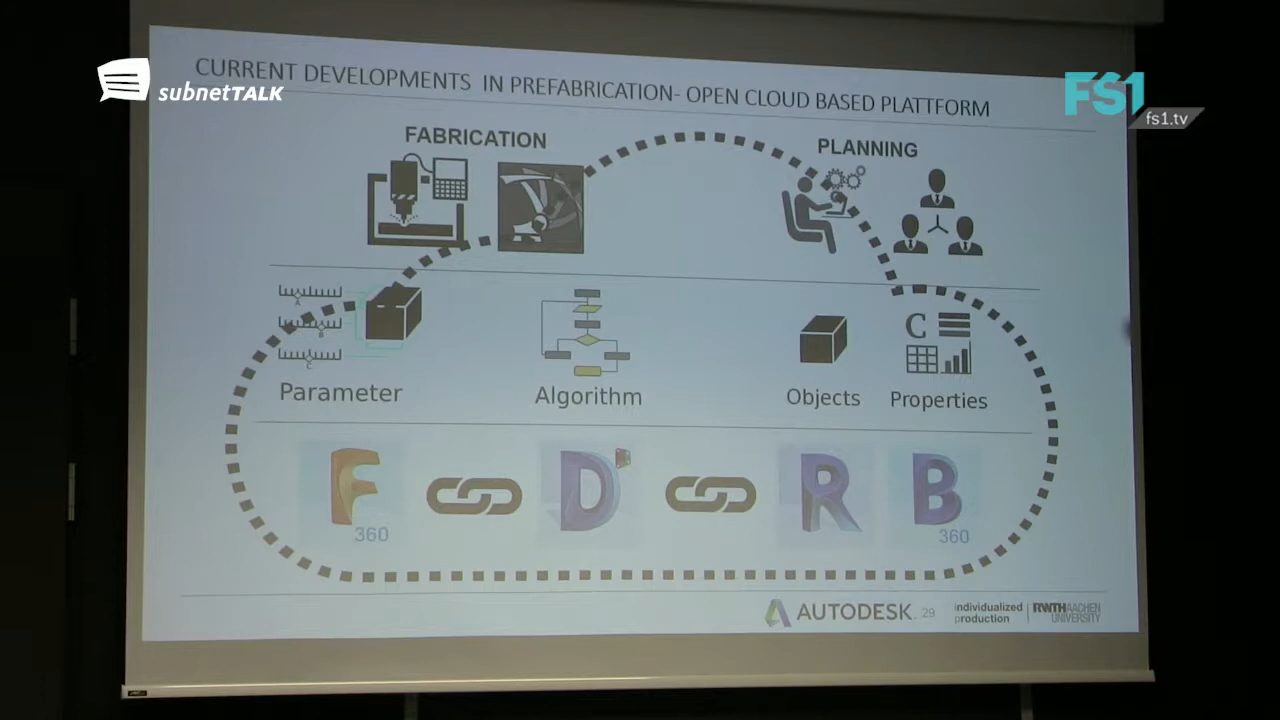 subnetTALK
FS1
fs1.tv
CURRENT DEVELOPMENTS IN PREFABRICATION- OPEN CLOUD BASED PLATTFORM
FABRICATION
PLANNING
C
Parameter
Algorithm
Objects
Properties
F
360
D
R
B
360
AUTODESK. 29
individualized
production
RWTH AACHEN
UNIVERSITY